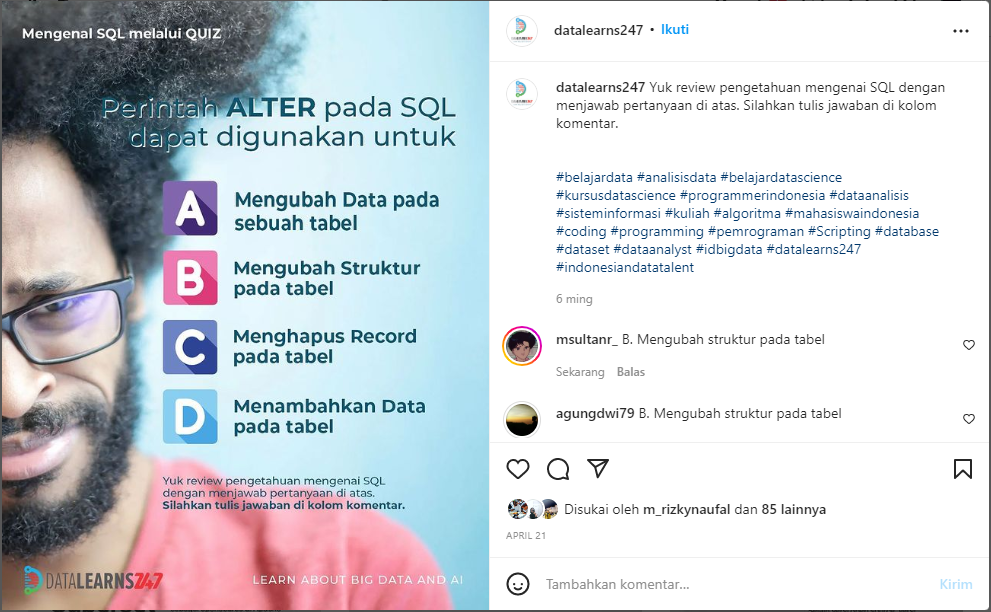 Mengenal SQL melalui QUIZ
Perintah ALTER pada SQL
dapat digunakan untuk
A
Mengubah Data pada
sebuah tabel
B
Mengubah Struktur
pada tabel
C
Menghapus Record
pada tabel
D
Menambahkan Data
pada tabel
Yuk review pengetahuan mengenai SQL
dengan menjawab pertanyaan di atas.
Silahkan tulis jawaban di kolom komentar.
DATALEARNS247
LEARN ABOUT BIG DATA AND AI
datalearns247 • Ikuti
datalearns247 Yuk review pengetahuan mengenai SQL dengan
menjawab pertanyaan di atas. Silahkan tulis jawaban di kolom
komentar.
#belajardata #analisisdata #belajardatascience
#kursusdatascience #programmerindonesia #dataanalisis
#sisteminformasi #kuliah #algoritma #mahasiswaindonesia
#coding #programming #pemrograman #Scripting #database
#dataset #dataanalyst #idbigdata #datalearns247
#indonesiandatatalent
6 ming
msultanr_ B. Mengubah struktur pada tabel
Sekarang Balas
agungdwi79 B. Mengubah struktur pada tabel
Disukai oleh m_rizkynaufal dan 85 lainnya
APRIL 21
Tambahkan komentar...
Kirim